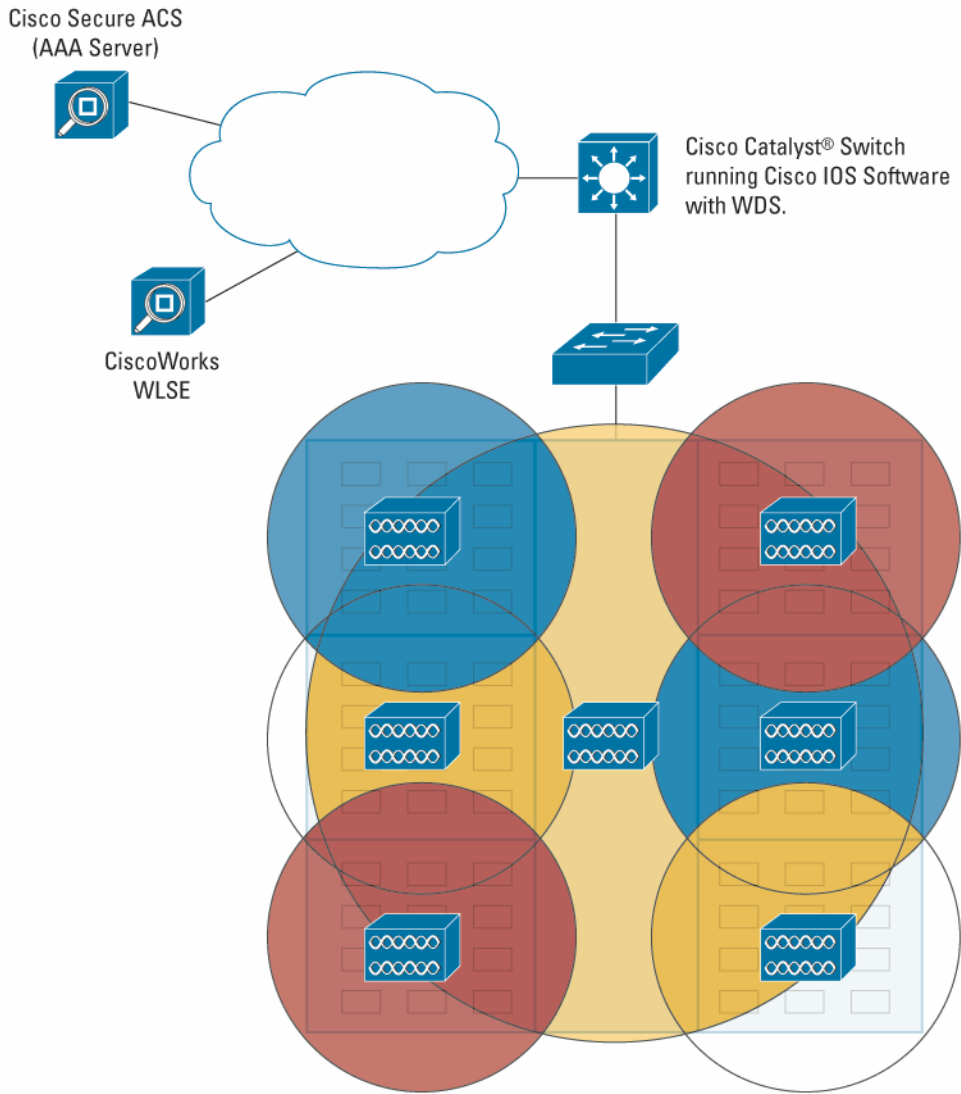 Cisco Secure ACS
(AAA Server)
Cisco Catalyst® Switch
running Cisco IOS Software
with WDS.
CiscoWorks
WLSE